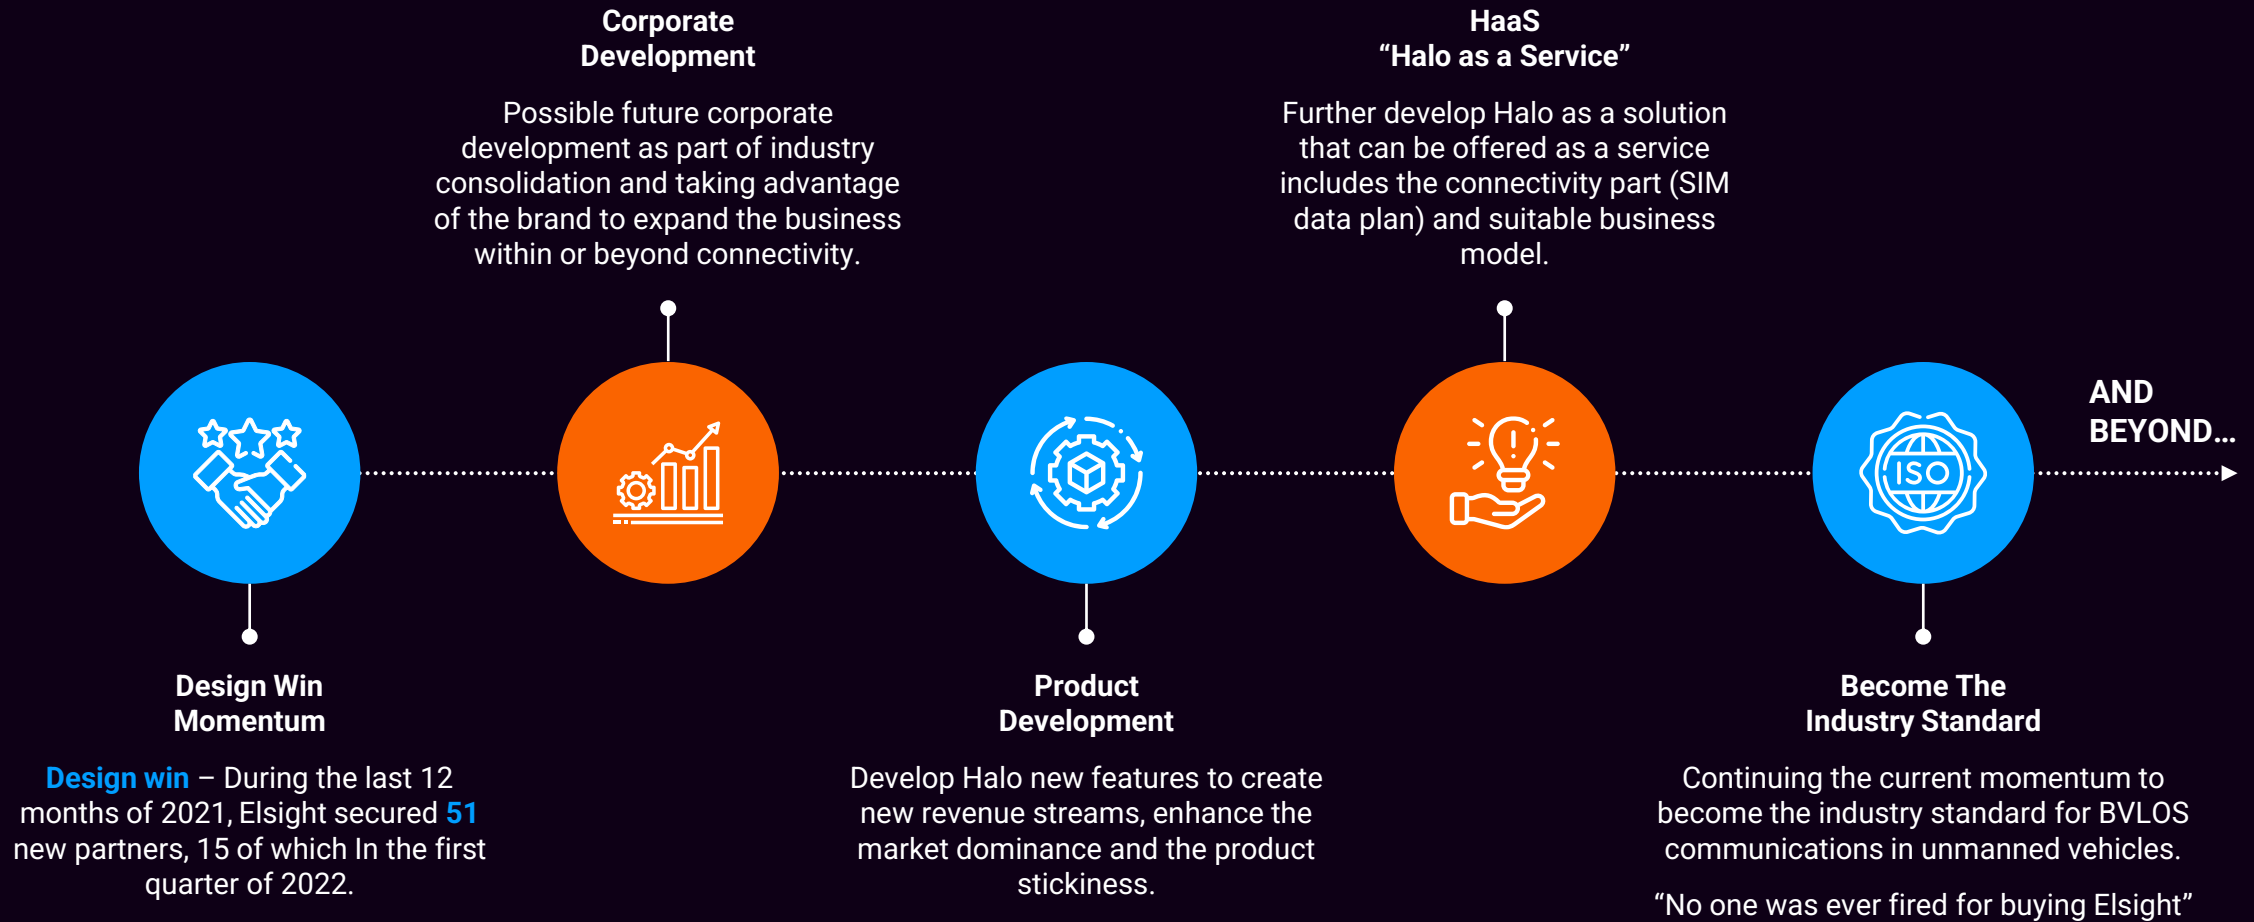 Corporate
Development
Possible future corporate
development as part of industry
consolidation and taking advantage
of the brand to expand the business
within or beyond connectivity.
HaaS
“Halo as a Service”
Further develop Halo as a solution
that can be offered as a service
includes the connectivity part (SIM
data plan) and suitable business
model.
ISO
AND
BEYOND...
Design Win
Momentum
Design win – During the last 12
months of 2021, Elsight secured 51
new partners, 15 of which In the first
quarter of 2022.
Product
Development
Develop Halo new features to create
new revenue streams, enhance the
market dominance and the product
stickiness.
Become The
Industry Standard
Continuing the current momentum to
become the industry standard for BVLOS
communications in unmanned vehicles.
“No one was ever fired for buying Elsight”